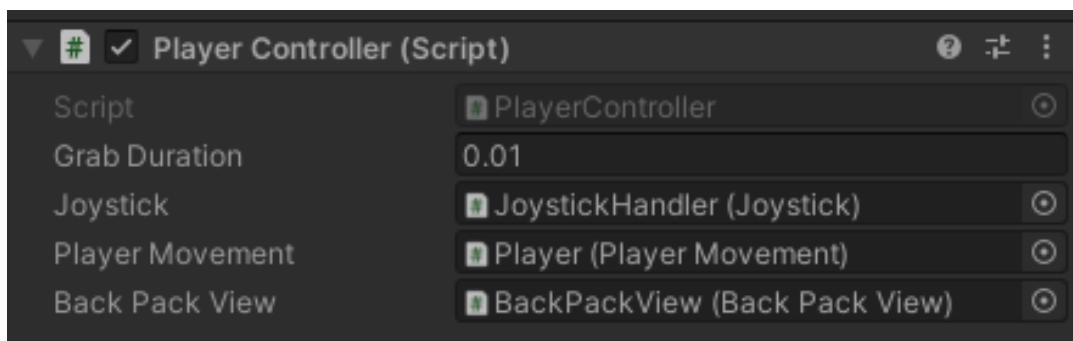 # Player Controller (Script)
Script # PlayerController
Grab Duration 0.01
Joystick # JoystickHandler (Joystick)
Player Movement # Player (Player Movement)
Back Pack View # BackPackView (Back Pack View)